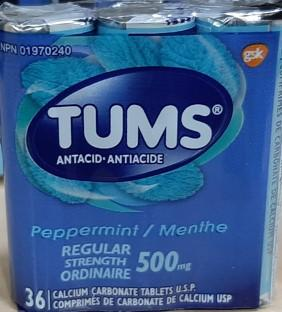 NPN 01970240
gsk
TUMS®
ANTACID·ANTIACIDE
Peppermint / Menthe
REGULAR
STRENGTH
ORDINAIRE
500mg
36 CALCIUM CARBONATE TABLETS U.S.P.
COMPRIMÉS DE CARBONATE DE CALCIUM USP